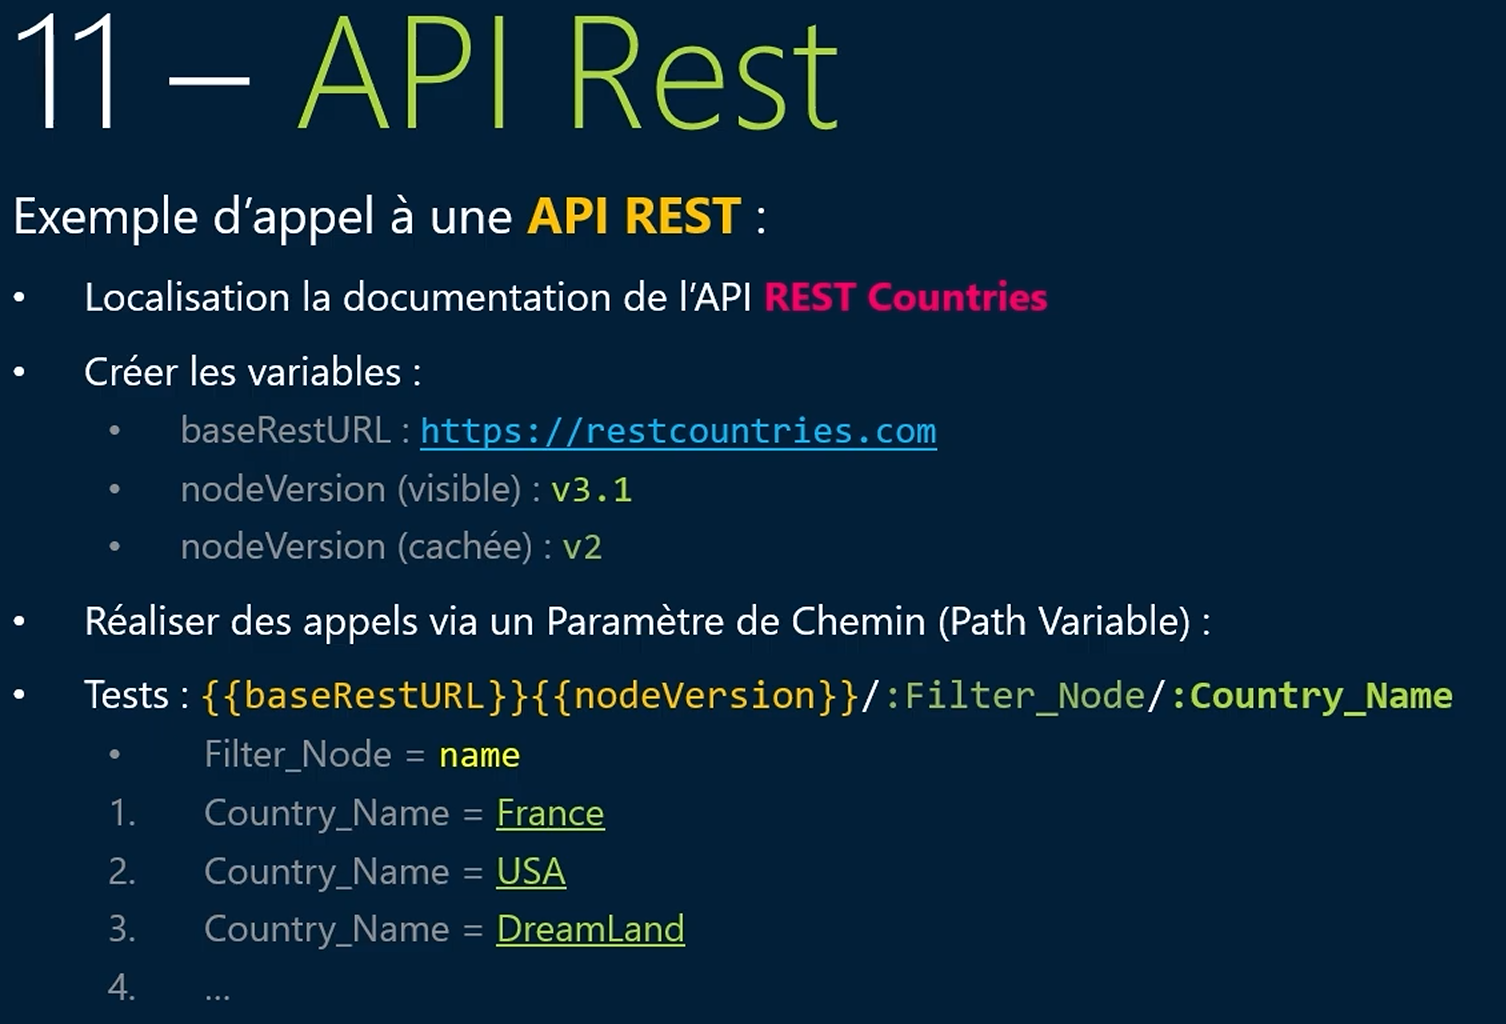 11 – API Rest
Exemple d’appel à une API REST :
• Localisation la documentation de l’API REST Countries
• Créer les variables :
• baseRestURL : https://restcountries.com
• nodeVersion (visible) : v3.1
• nodeVersion (cachée) : v2
• Réaliser des appels via un Paramètre de Chemin (Path Variable) :
• Tests : {{baseRestURL}}{{nodeVersion}}/:Filter_Node/:Country_Name
• Filter_Node = name
1. Country_Name = France
2. Country_Name = USA
3. Country_Name = DreamLand
4. ...